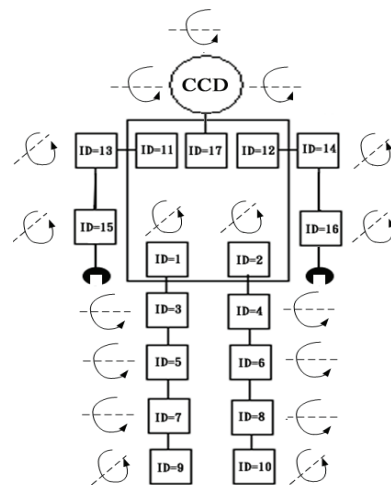 CCD
ID=13 ID=11 ID=17 ID=12 ID=14
ID=15 ID=16
ID=1 ID=2
ID=3 ID=4
ID=5 ID=6
ID=7 ID=8
ID=9 ID=10